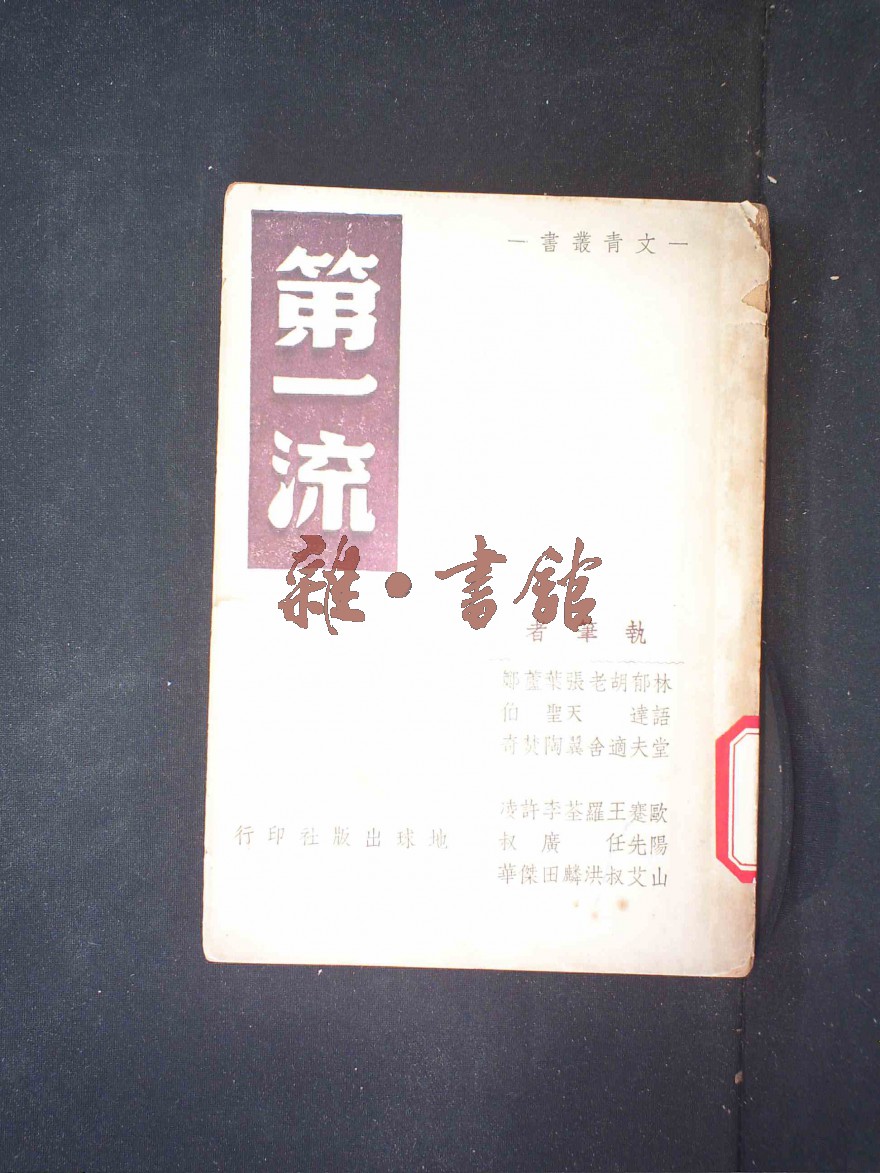 —文青叢書—
第一流
雜·書館
執筆者
林語堂
郁達夫
胡適
老舍
張天翼
葉聖陶
蘆焚
鄭伯奇
歐陽山
蹇先艾
王任叔
羅洪
荃麟
李廣田
許傑
凌叔華
地球出版社印行